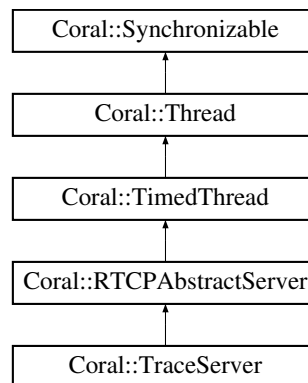 Coral::Synchronizable
Coral::Thread
Coral::TimedThread
Coral::RTCPAbstractServer
Coral::TraceServer